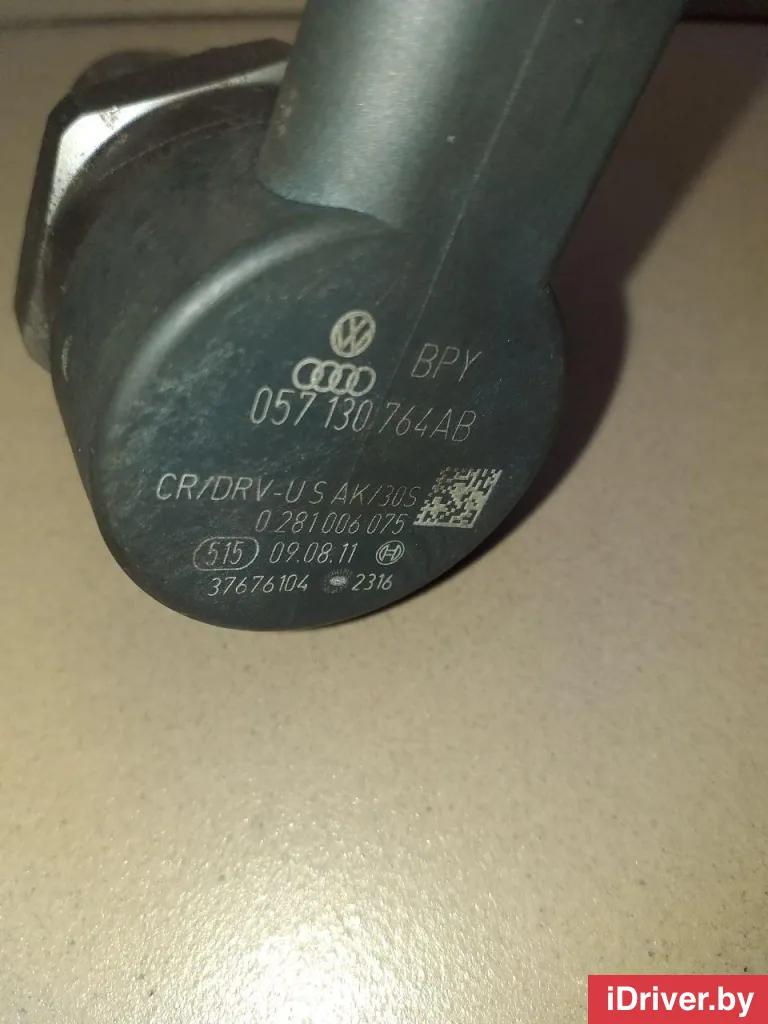 BPY
057 130 764AB
CR/DRV-U S AK/30S
0 281 006 075
515 09.08.11
37676104 2316
iDriver.by